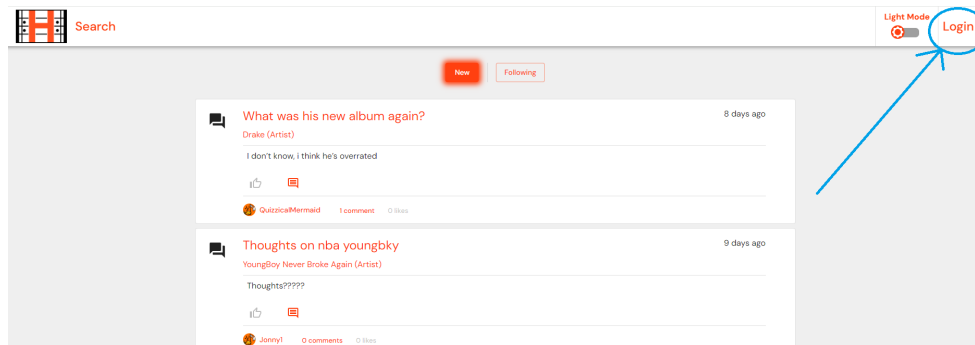 Search
Light Mode
Login
New
Following
What was his new album again?
8 days ago
Drake (Artist)
I don't know, i think he's overrated
QuizzicalMermaid 1 comment 0 likes
Thoughts on nba youngbky
9 days ago
YoungBoy Never Broke Again (Artist)
Thoughts?????
Jonny1 0 comments 0 likes